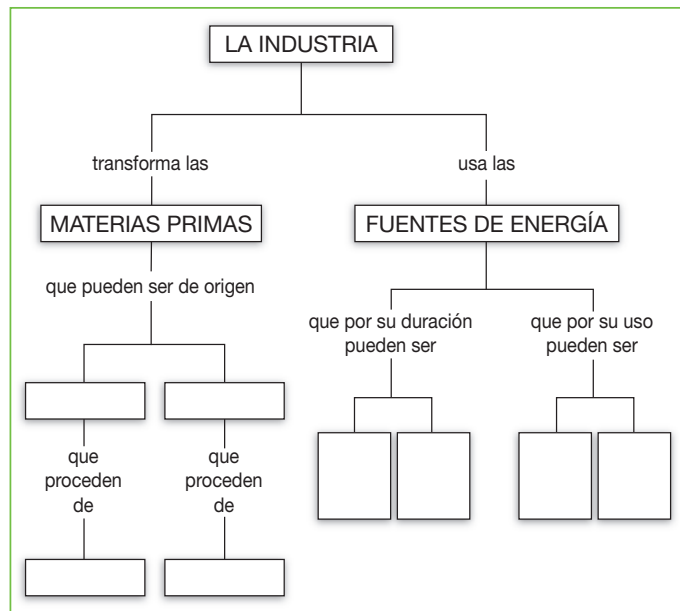 LA INDUSTRIA
transforma las
usa las
MATERIAS PRIMAS
FUENTES DE ENERGÍA
que pueden ser de origen
que por su duración
pueden ser
que por su uso
pueden ser
que
proceden
de
que
proceden
de